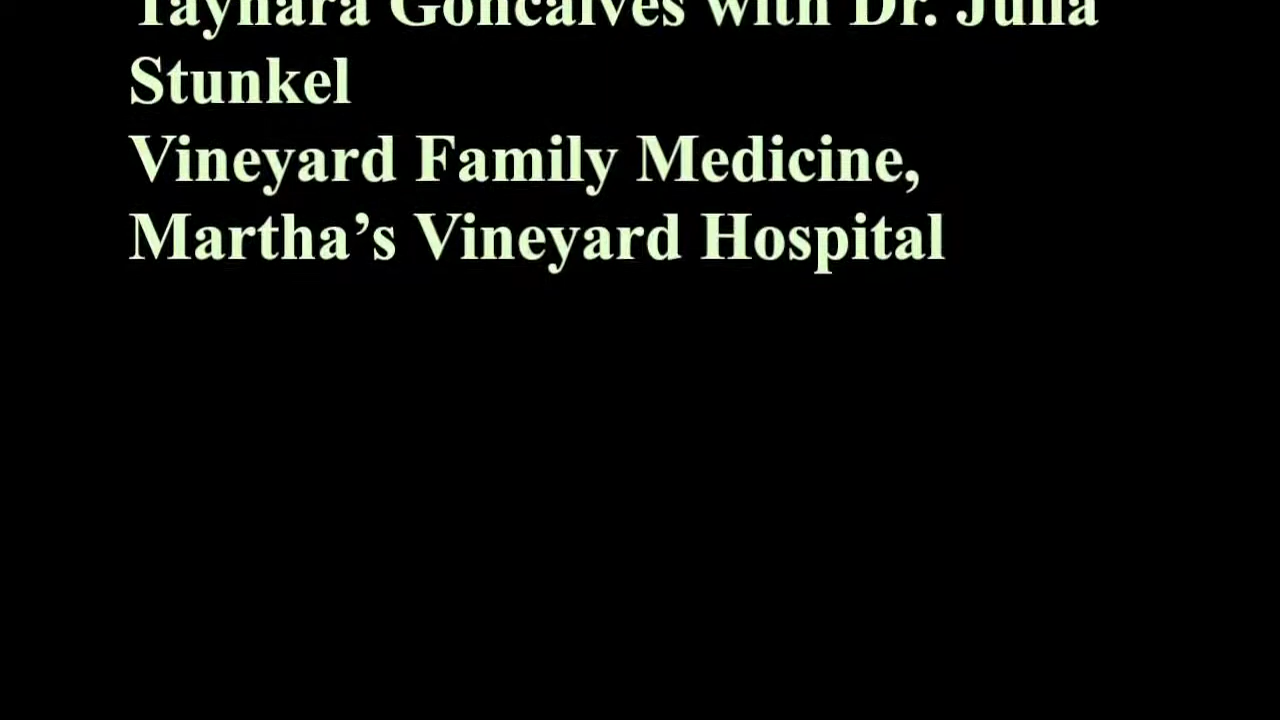 Taynara Goncalves with Dr. Julia
Stunkel
Vineyard Family Medicine,
Martha’s Vineyard Hospital